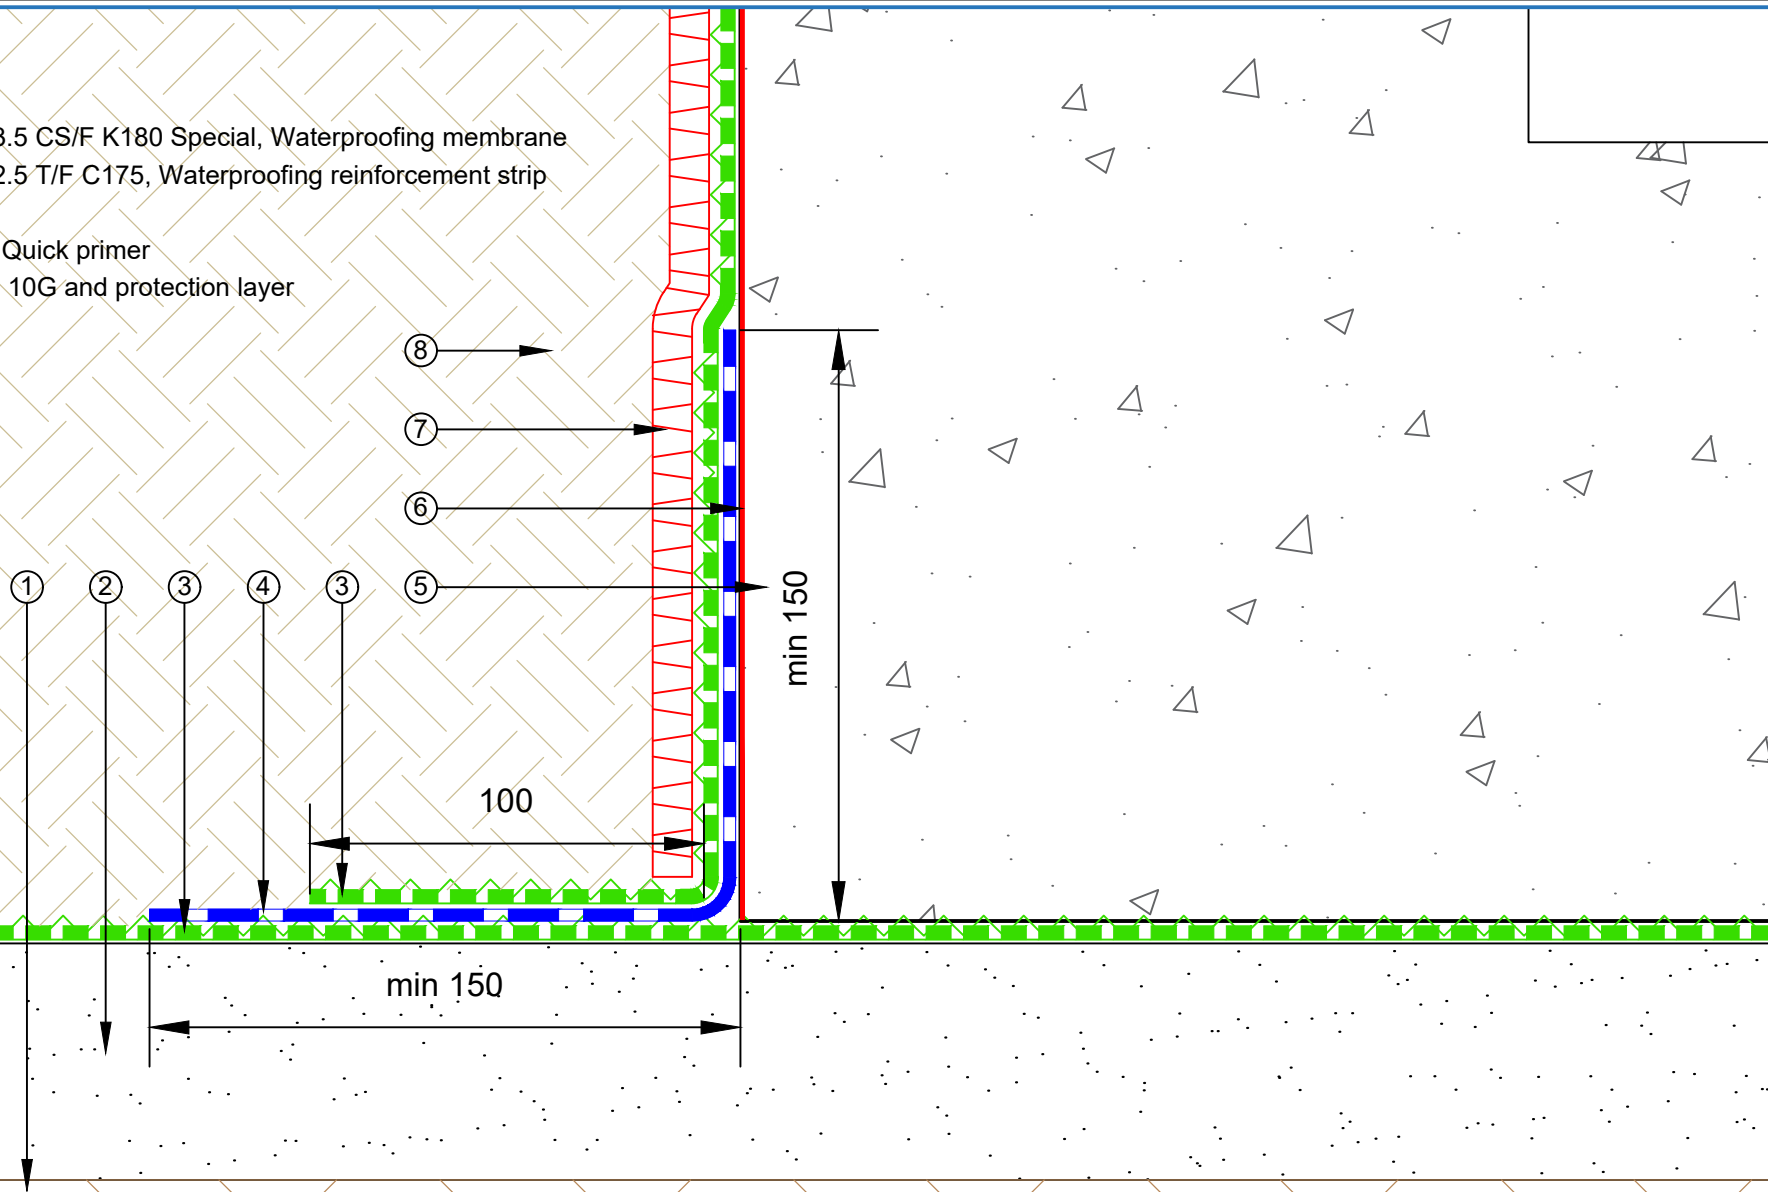 3.5 CS/F K180 Special, Waterproofing membrane
2.5 T/F C175, Waterproofing reinforcement strip
Quick primer
10G and protection layer
8
7
6
1 2 3 4 3 5
min 150
100
min 150